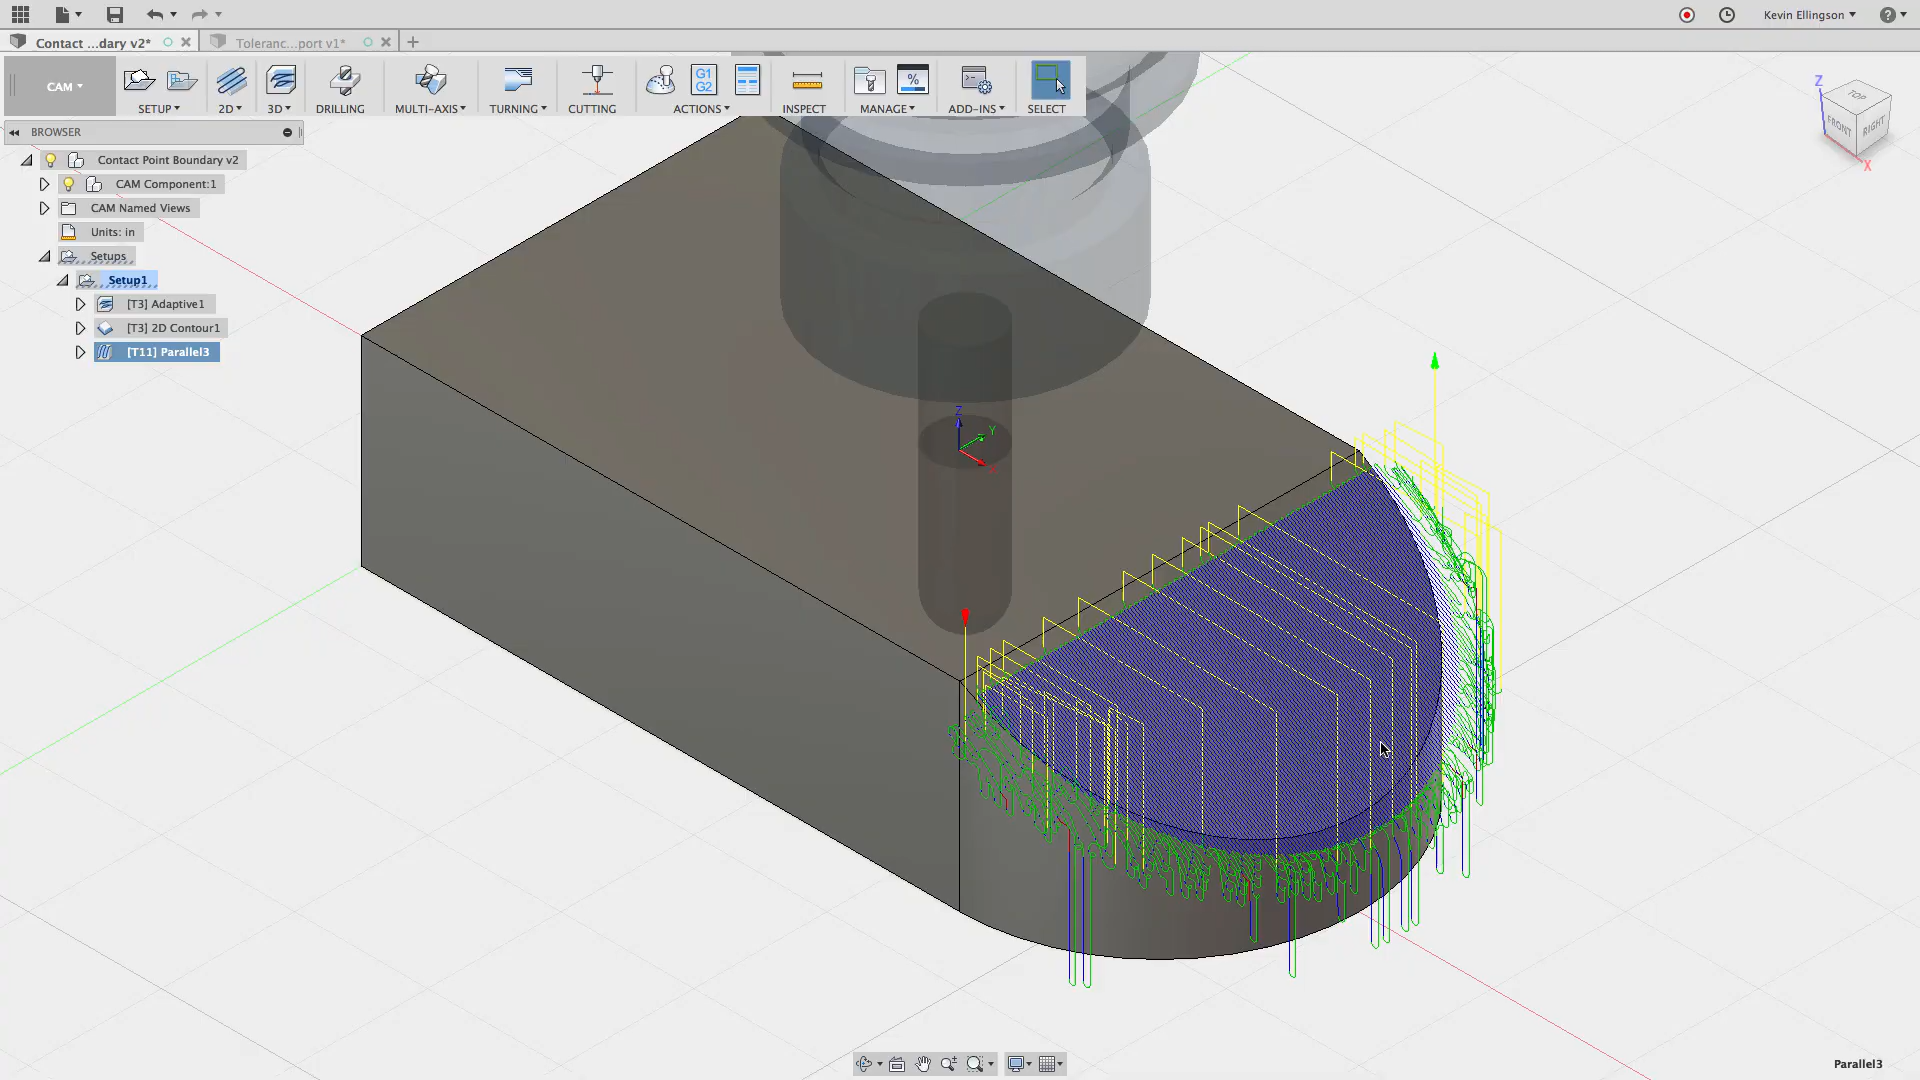 Kevin Ellingson
?
Contact ...dary v2*
Toleranc...port v1*
CAM
G1
G2
%
SETUP
2D
3D
DRILLING
MULTI-AXIS
TURNING
CUTTING
ACTIONS
INSPECT
MANAGE
ADD-INS
SELECT
BROWSER
Contact Point Boundary v2
CAM Component:1
CAM Named Views
Units: in
Setups
Setup1
[T3] Adaptive1
[T3] 2D Contour1
[T11] Parallel3
Z
TOP
FRONT
RIGHT
X
Z
Y
Parallel3